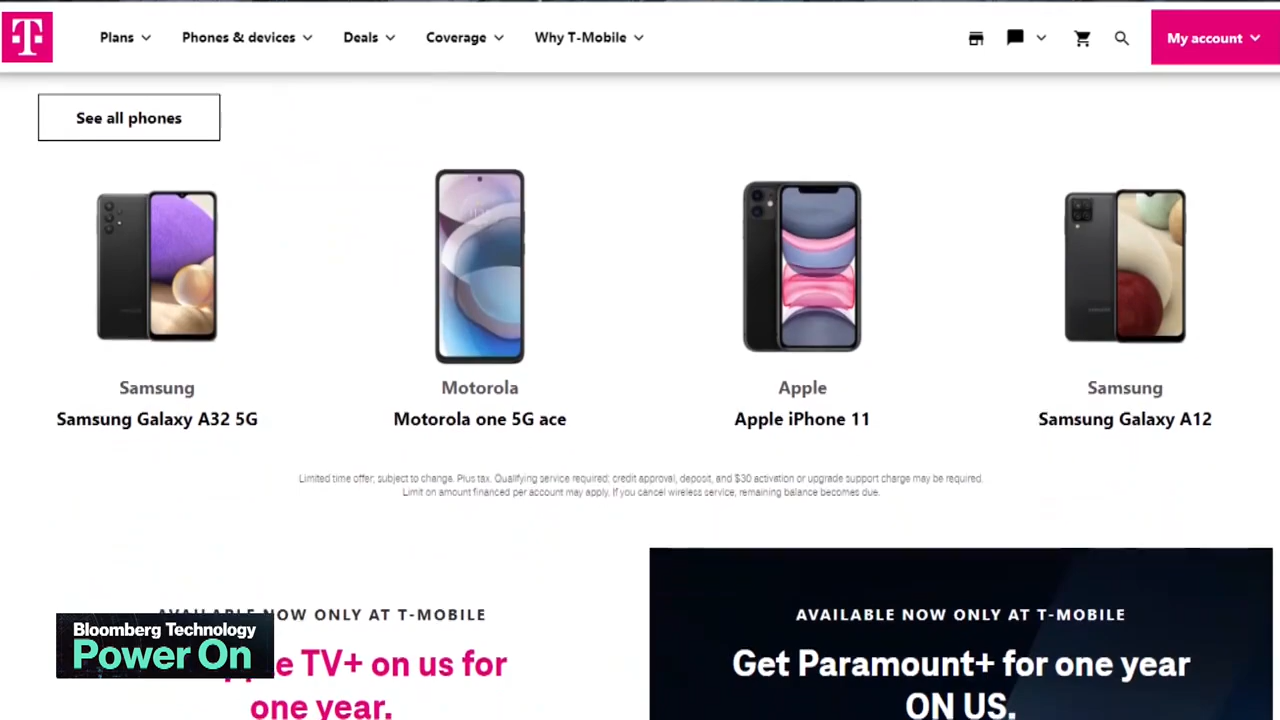 T
Plans
Phones & devices
Deals
Coverage
Why T-Mobile
My account
See all phones
Samsung
Samsung Galaxy A32 5G
Motorola
Motorola one 5G ace
Apple
Apple iPhone 11
Samsung
Samsung Galaxy A12
Limited time offer; subject to change. Plus tax. Qualifying service required; credit approval, deposit, and $30 activation or upgrade support charge may be required.
Limit on amount financed per account may apply. If you cancel wireless service, remaining balance becomes due.
NOW ONLY AT T-MOBILE
TV+ on us for
one year.
AVAILABLE NOW ONLY AT T-MOBILE
Get Paramount+ for one year
ON US.
Bloomberg Technology
Power On